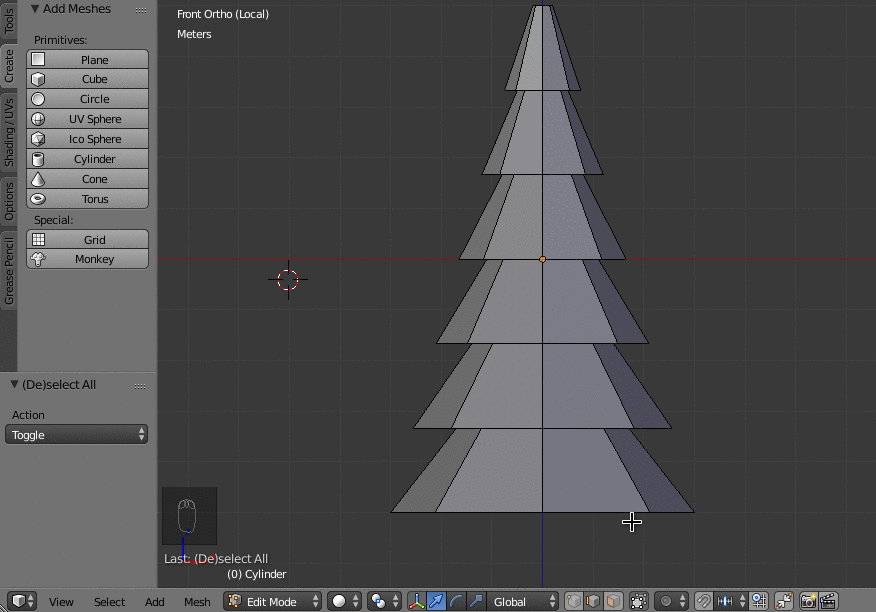 Tools
Create
Shading / UVs
Options
Grease Pencil
Add Meshes
Primitives:
Plane
Cube
Circle
UV Sphere
Ico Sphere
Cylinder
Cone
Torus
Special:
Grid
Monkey
(De)select All
Action
Toggle
Front Ortho (Local)
Meters
Last: (De)select All
(0) Cylinder
View
Select
Add
Mesh
Edit Mode
Global